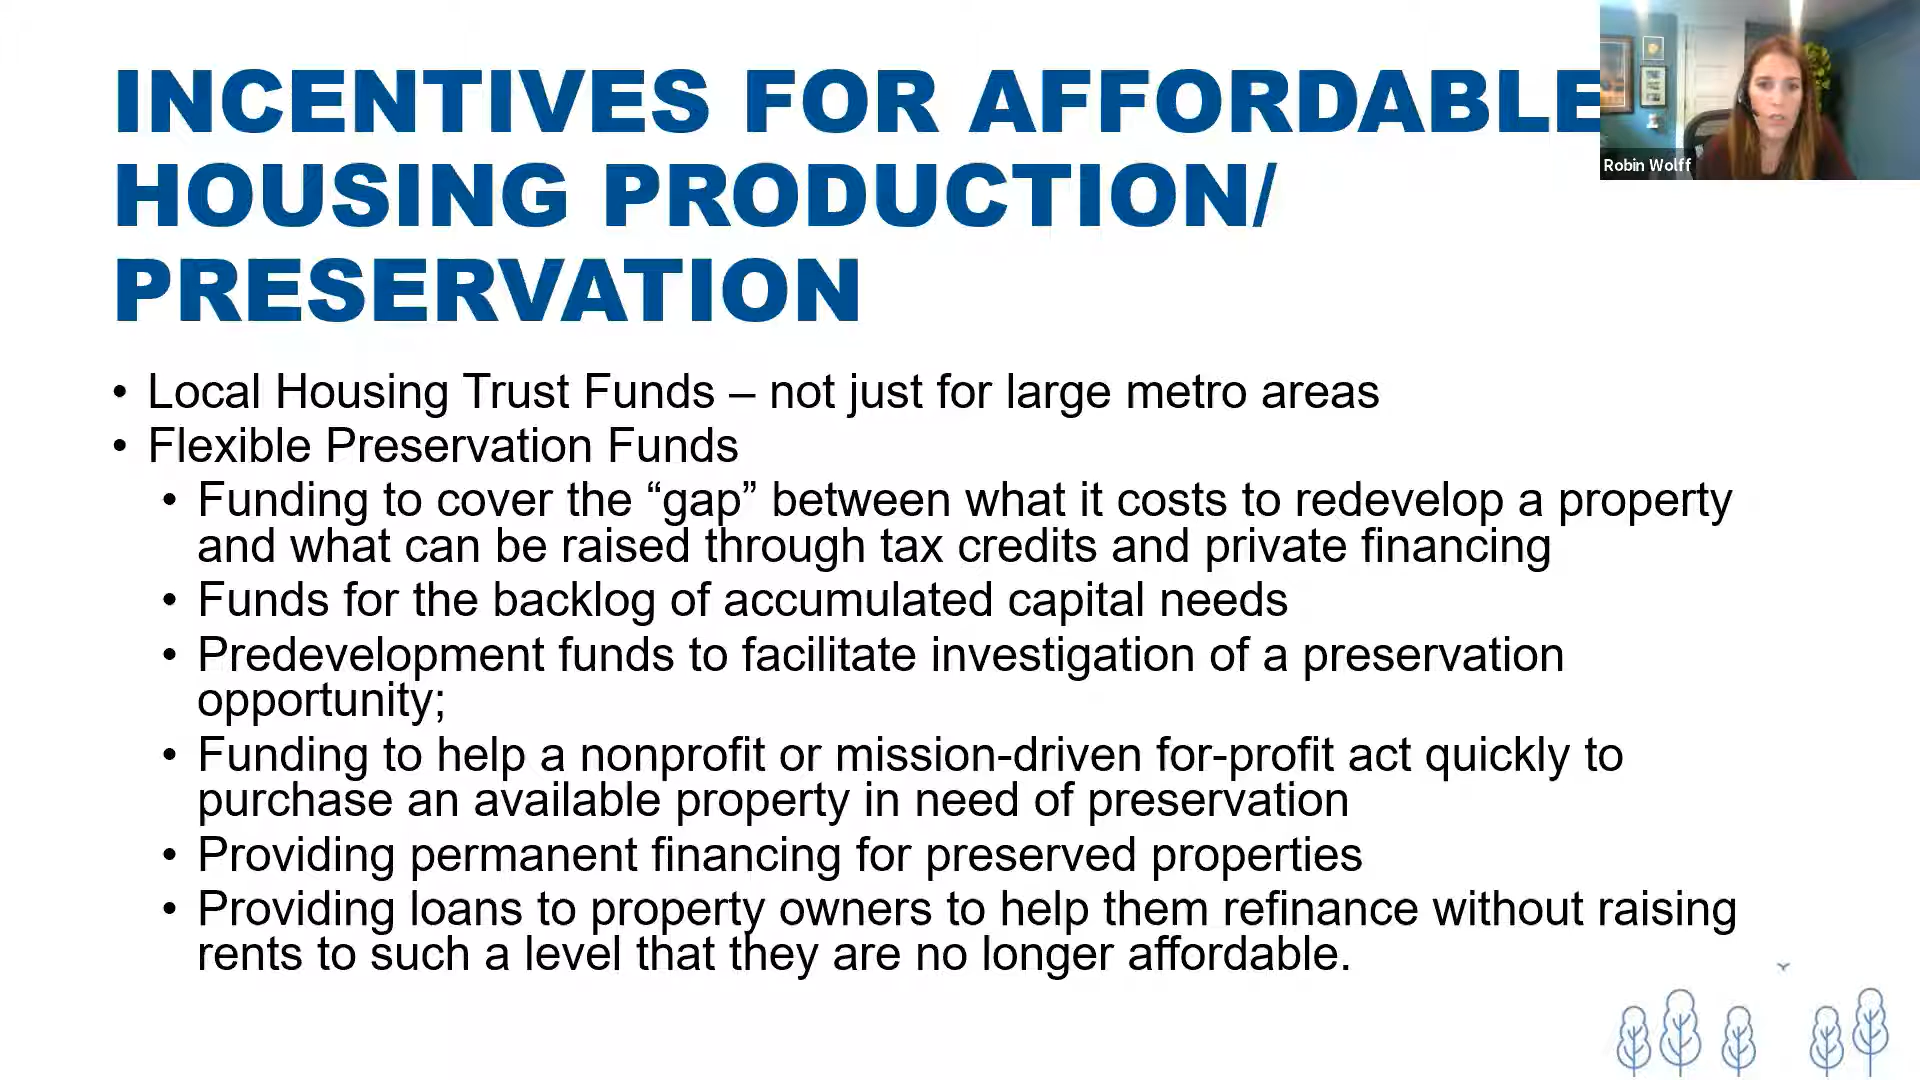 INCENTIVES FOR AFFORDABLE
HOUSING PRODUCTION/
PRESERVATION
Robin Wolff
• Local Housing Trust Funds – not just for large metro areas
• Flexible Preservation Funds
• Funding to cover the “gap” between what it costs to redevelop a property
and what can be raised through tax credits and private financing
• Funds for the backlog of accumulated capital needs
• Predevelopment funds to facilitate investigation of a preservation
opportunity;
• Funding to help a nonprofit or mission-driven for-profit act quickly to
purchase an available property in need of preservation
• Providing permanent financing for preserved properties
• Providing loans to property owners to help them refinance without raising
rents to such a level that they are no longer affordable.